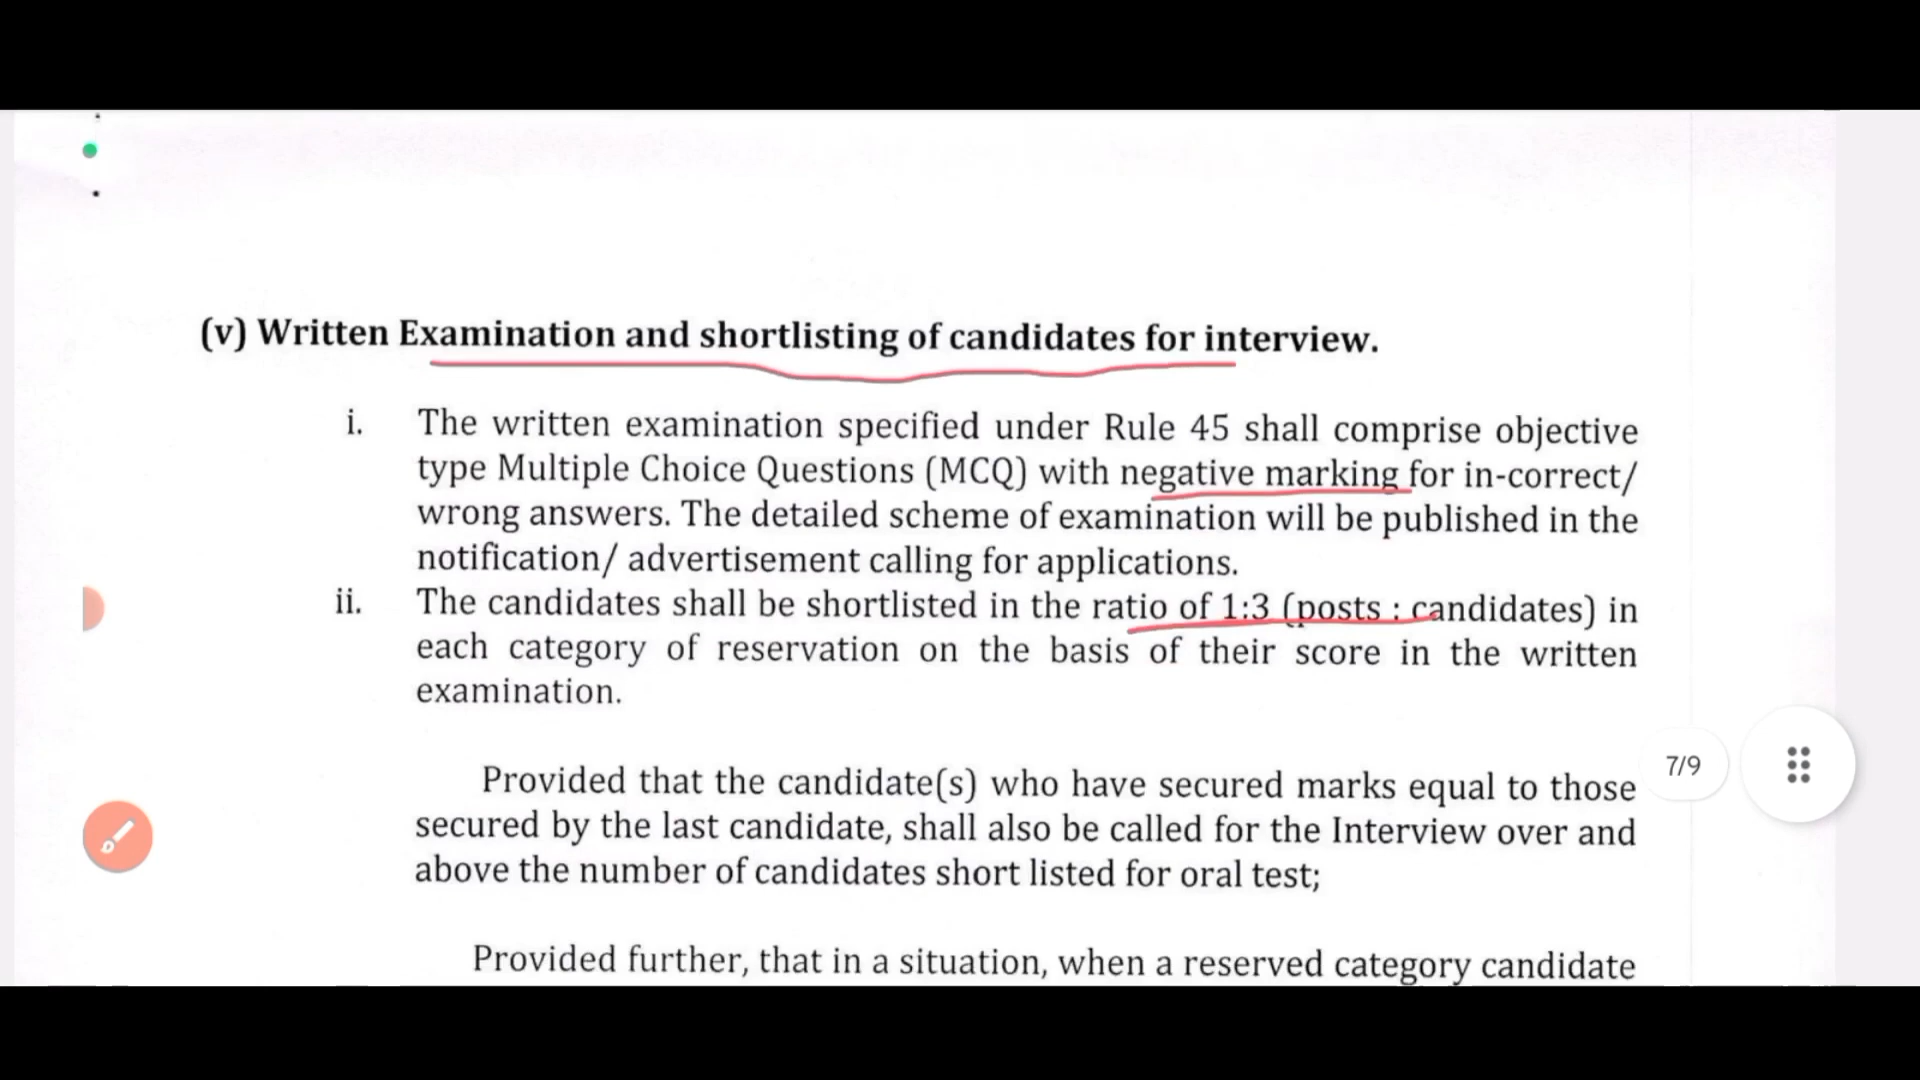 (v) Written Examination and shortlisting of candidates for interview.
i. The written examination specified under Rule 45 shall comprise objective
type Multiple Choice Questions (MCQ) with negative marking for in-correct/
wrong answers. The detailed scheme of examination will be published in the
notification/ advertisement calling for applications.
ii. The candidates shall be shortlisted in the ratio of 1:3 (posts : candidates) in
each category of reservation on the basis of their score in the written
examination.
7/9
Provided that the candidate(s) who have secured marks equal to those
secured by the last candidate, shall also be called for the Interview over and
above the number of candidates short listed for oral test;
Provided further, that in a situation, when a reserved category candidate